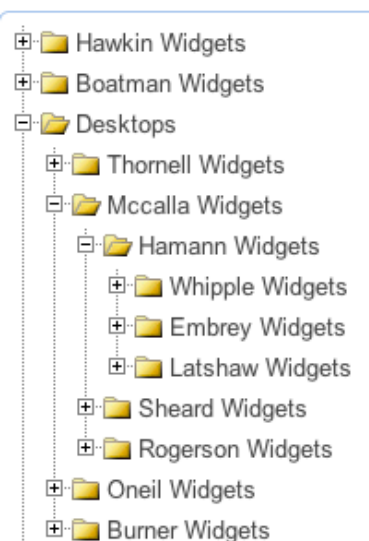 Hawkin Widgets
Boatman Widgets
Desktops
Thornell Widgets
Mccalla Widgets
Hamann Widgets
Whipple Widgets
Embrey Widgets
Latshaw Widgets
Sheard Widgets
Rogerson Widgets
Oneil Widgets
Burner Widgets